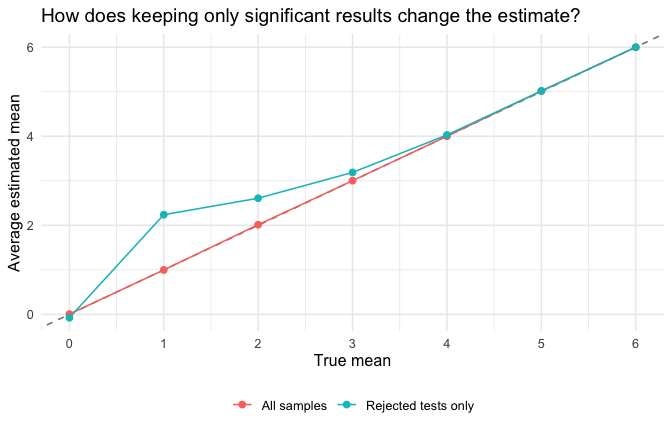 How does keeping only significant results change the estimate?
Average estimated mean
6
4
2
0
0 1 2 3 4 5 6
True mean
All samples Rejected tests only